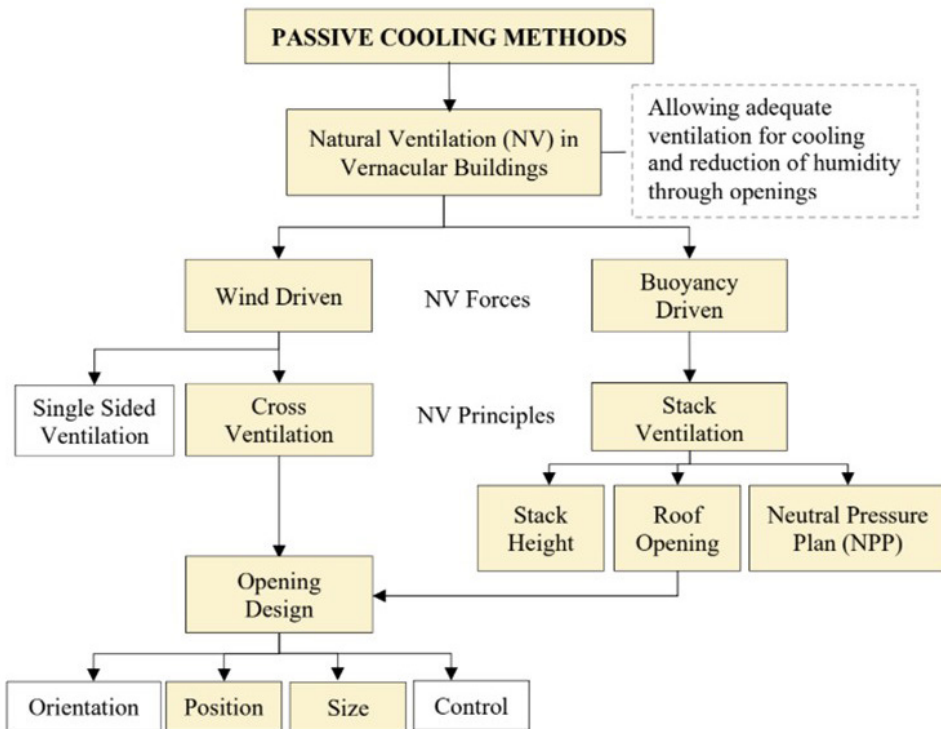 PASSIVE COOLING METHODS
Natural Ventilation (NV) in
Vernacular Buildings
Allowing adequate
ventilation for cooling
and reduction of humidity
through openings
Wind Driven
NV Forces
Buoyancy
Driven
Single Sided
Ventilation
Cross
Ventilation
NV Principles
Stack
Ventilation
Stack
Height
Roof
Opening
Neutral Pressure
Plan (NPP)
Opening
Design
Orientation
Position
Size
Control